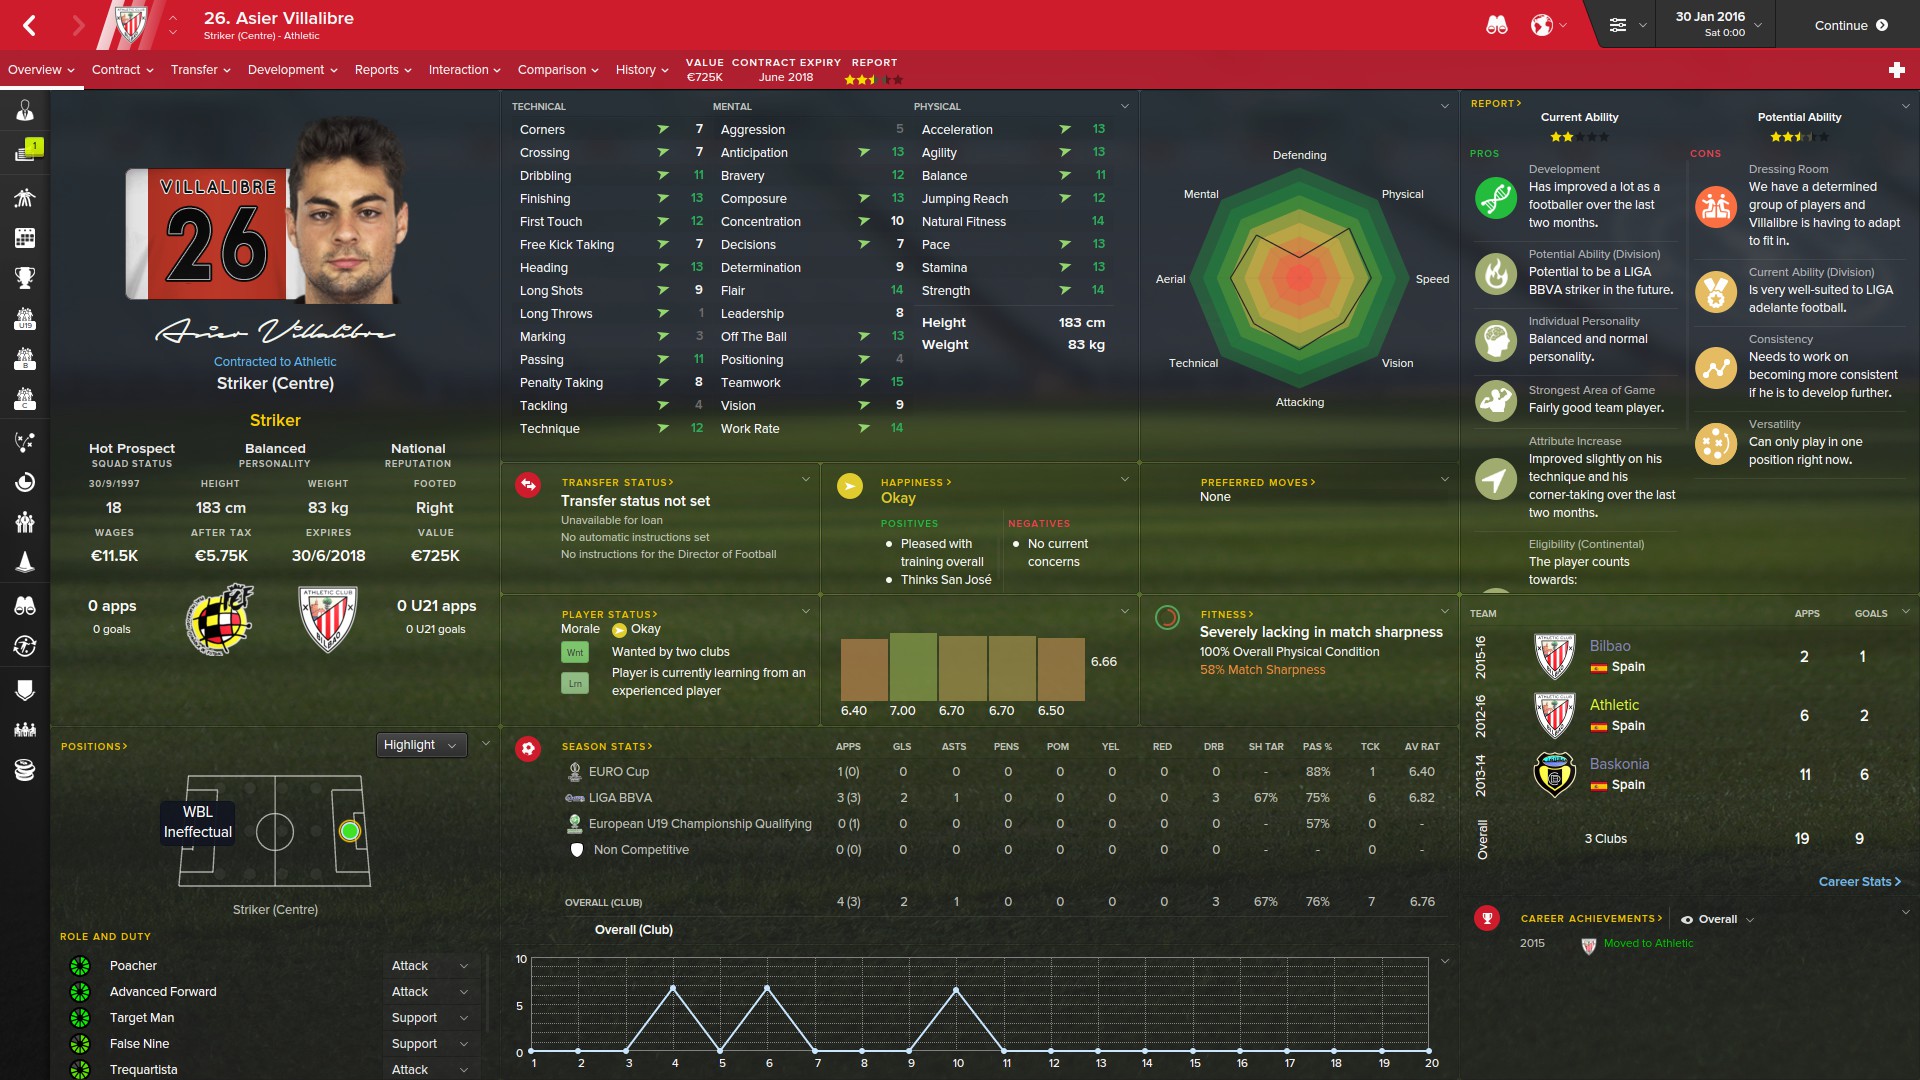 26. Asier Villalibre
Striker (Centre) - Athletic
30 Jan 2016
Sat 0:00
Continue
Overview
Contract
Transfer
Development
Reports
Interaction
Comparison
History
VALUE
€725K
CONTRACT EXPIRY
June 2018
REPORT
1
U19
B
C
VILLALIBRE
26
Asier Villalibre
Contracted to Athletic
Striker (Centre)
Striker
Hot Prospect
SQUAD STATUS
Balanced
PERSONALITY
National
REPUTATION
30/9/1997
18
HEIGHT
183 cm
WEIGHT
83 kg
FOOTED
Right
WAGES
€11.5K
AFTER TAX
€5.75K
EXPIRES
30/6/2018
VALUE
€725K
0 apps
0 goals
ATHLETIC CLUB
BILBAO
0 U21 apps
0 U21 goals
POSITIONS>
Highlight
WBL
Ineffectual
Striker (Centre)
ROLE AND DUTY
Poacher Attack
Advanced Forward Attack
Target Man Support
False Nine Support
Trequartista Attack
TECHNICAL
Corners 7
Crossing 7
Dribbling 11
Finishing 13
First Touch 12
Free Kick Taking 7
Heading 13
Long Shots 9
Long Throws 1
Marking 3
Passing 11
Penalty Taking 8
Tackling 4
Technique 12
MENTAL
Aggression 5
Anticipation 13
Bravery 12
Composure 13
Concentration 10
Decisions 7
Determination 9
Flair 14
Leadership 8
Off The Ball 13
Positioning 4
Teamwork 15
Vision 9
Work Rate 14
PHYSICAL
Acceleration 13
Agility 13
Balance 11
Jumping Reach 12
Natural Fitness 14
Pace 13
Stamina 13
Strength 14
Height 183 cm
Weight 83 kg
Defending
Physical
Speed
Vision
Attacking
Technical
Aerial
Mental
REPORT>
Current Ability
Potential Ability
PROS
Development
Has improved a lot as a
footballer over the last
two months.
Potential Ability (Division)
Potential to be a LIGA
BBVA striker in the future.
Individual Personality
Balanced and normal
personality.
Strongest Area of Game
Fairly good team player.
Attribute Increase
Improved slightly on his
technique and his
corner-taking over the last
two months.
Eligibility (Continental)
The player counts
towards:
CONS
Dressing Room
We have a determined
group of players and
Villalibre is having to adapt
to fit in.
Current Ability (Division)
Is very well-suited to LIGA
adelante football.
Consistency
Needs to work on
becoming more consistent
if he is to develop further.
Versatility
Can only play in one
position right now.
TRANSFER STATUS>
Transfer status not set
Unavailable for loan
No automatic instructions set
No instructions for the Director of Football
HAPPINESS>
Okay
POSITIVES
Pleased with
training overall
Thinks San José
NEGATIVES
No current
concerns
PREFERRED MOVES>
None
PLAYER STATUS>
Morale Okay
Wnt Wanted by two clubs
Lrn Player is currently learning from an
experienced player
6.66
6.40 7.00 6.70 6.70 6.50
FITNESS>
Severely lacking in match sharpness
100% Overall Physical Condition
58% Match Sharpness
TEAM APPS GOALS
2015-16 Bilbao 2 1
Spain
2012-16 Athletic 6 2
Spain
2013-14 Baskonia 11 6
Spain
Overall 3 Clubs 19 9
Career Stats >
SEASON STATS> APPS GLS ASTS PENS POM YEL RED DRB SH TAR PAS % TCK AV RAT
EURO Cup 1 (0) 0 0 0 0 0 0 0 - 88% 1 6.40
LIGA BBVA 3 (3) 2 1 0 0 0 0 3 67% 75% 6 6.82
European U19 Championship Qualifying 0 (1) 0 0 0 0 0 0 0 - 57% 0 -
Non Competitive 0 (0) 0 0 0 0 0 0 0 - - 0 -
OVERALL (CLUB) 4 (3) 2 1 0 0 0 0 3 67% 76% 7 6.76
Overall (Club)
10
5
0
1 2 3 4 5 6 7 8 9 10 11 12 13 14 15 16 17 18 19 20
CAREER ACHIEVEMENTS> Overall
2015 Moved to Athletic